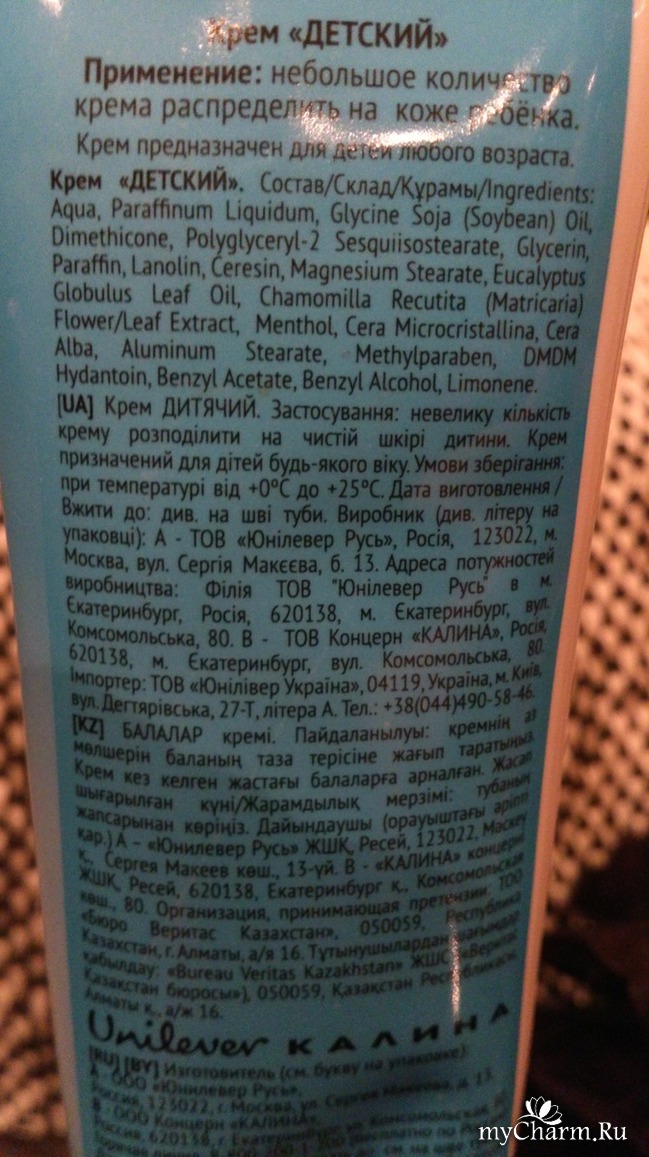 Крем «ДЕТСКИЙ»
Применение: небольшое количество
крема распределить на коже ребёнка.
Крем предназначен для детей любого возраста.
Крем «ДЕТСКИЙ». Состав/Склад/Құрамы/Ingredients:
Aqua, Paraffinum Liquidum, Glycine Soja (Soybean) Oil,
Dimethicone, Polyglyceryl-2 Sesquiisostearate, Glycerin,
Paraffin, Lanolin, Ceresin, Magnesium Stearate, Eucalyptus
Globulus Leaf Oil, Chamomilla Recutita (Matricaria)
Flower/Leaf Extract, Menthol, Cera Microcristallina, Cera
Alba, Aluminum Stearate, Methylparaben, DMDM
Hydantoin, Benzyl Acetate, Benzyl Alcohol, Limonene.
[UA] Крем ДИТЯЧИЙ. Застосування: невелику кількість
крему розподілити на чистій шкірі дитини. Крем
призначений для дітей будь-якого віку. Умови зберігання:
при температурі від +0°С до +25°С. Дата виготовлення /
Вжити до: див. на шві туби. Виробник (див. літеру на
упаковці): А - ТОВ «Юнілевер Русь», Росія, 123022, м.
Москва, вул. Сергія Макєєва, б. 13. Адреса потужностей
виробництва: Філія ТОВ "Юнілевер Русь" в м.
Єкатеринбург, Росія, 620138, м. Єкатеринбург, вул.
Комсомольська, 80. В - ТОВ Концерн «КАЛИНА», Росія,
620138, м. Єкатеринбург, вул. Комсомольська, 80.
Імпортер: ТОВ «Юнілівер Україна», 04119, Україна, м. Київ,
вул. Дегтярівська, 27-Т, літера А. Тел.: +38(044)490-58-46.
[KZ] БАЛАЛАР кремі. Пайдаланылуы: кремнің аз
мөлшерін баланың таза терісіне жағып таратыңыз.
Крем кез келген жастағы балаларға арналған. Жасап
шығарылған күні/Жарамдылық мерзімі: тубаның
жапсарынан көріңіз. Дайындаушы (орауыштағы әріпті
қар.) А – «Юнилевер Русь» ЖШҚ, Ресей, 123022, Мәскеу
қ., Сергея Макеев көш., 13-үй. В - «КАЛИНА» концерні
ЖШҚ, Ресей, 620138, Екатеринбург қ., Комсомольская
көш., 80. Организация, принимающая претензии: ТОО
«Бюро Веритас Казахстан», 050059, Республика
Казахстан, г. Алматы, а/я 16. Тұтынушылардан шағымдар
қабылдау: «Bureau Veritas Kazakhstan» ЖШС («Веритас
Қазақстан бюросы»), 050059, Қазақстан Республикасы,
Алматы қ., а/ж 16.
Unilever КАЛИНА
[RU] [BY] Изготовитель (см. букву на упаковке):
А - ООО «Юнилевер Русь»,
Россия, 123022, г. Москва, ул. Сергея Макеева, д. 13.
В - ООО Концерн «КАЛИНА»,
Россия, 620138, г. Екатеринбург, ул. Комсомольская, 80
myCharm.Ru